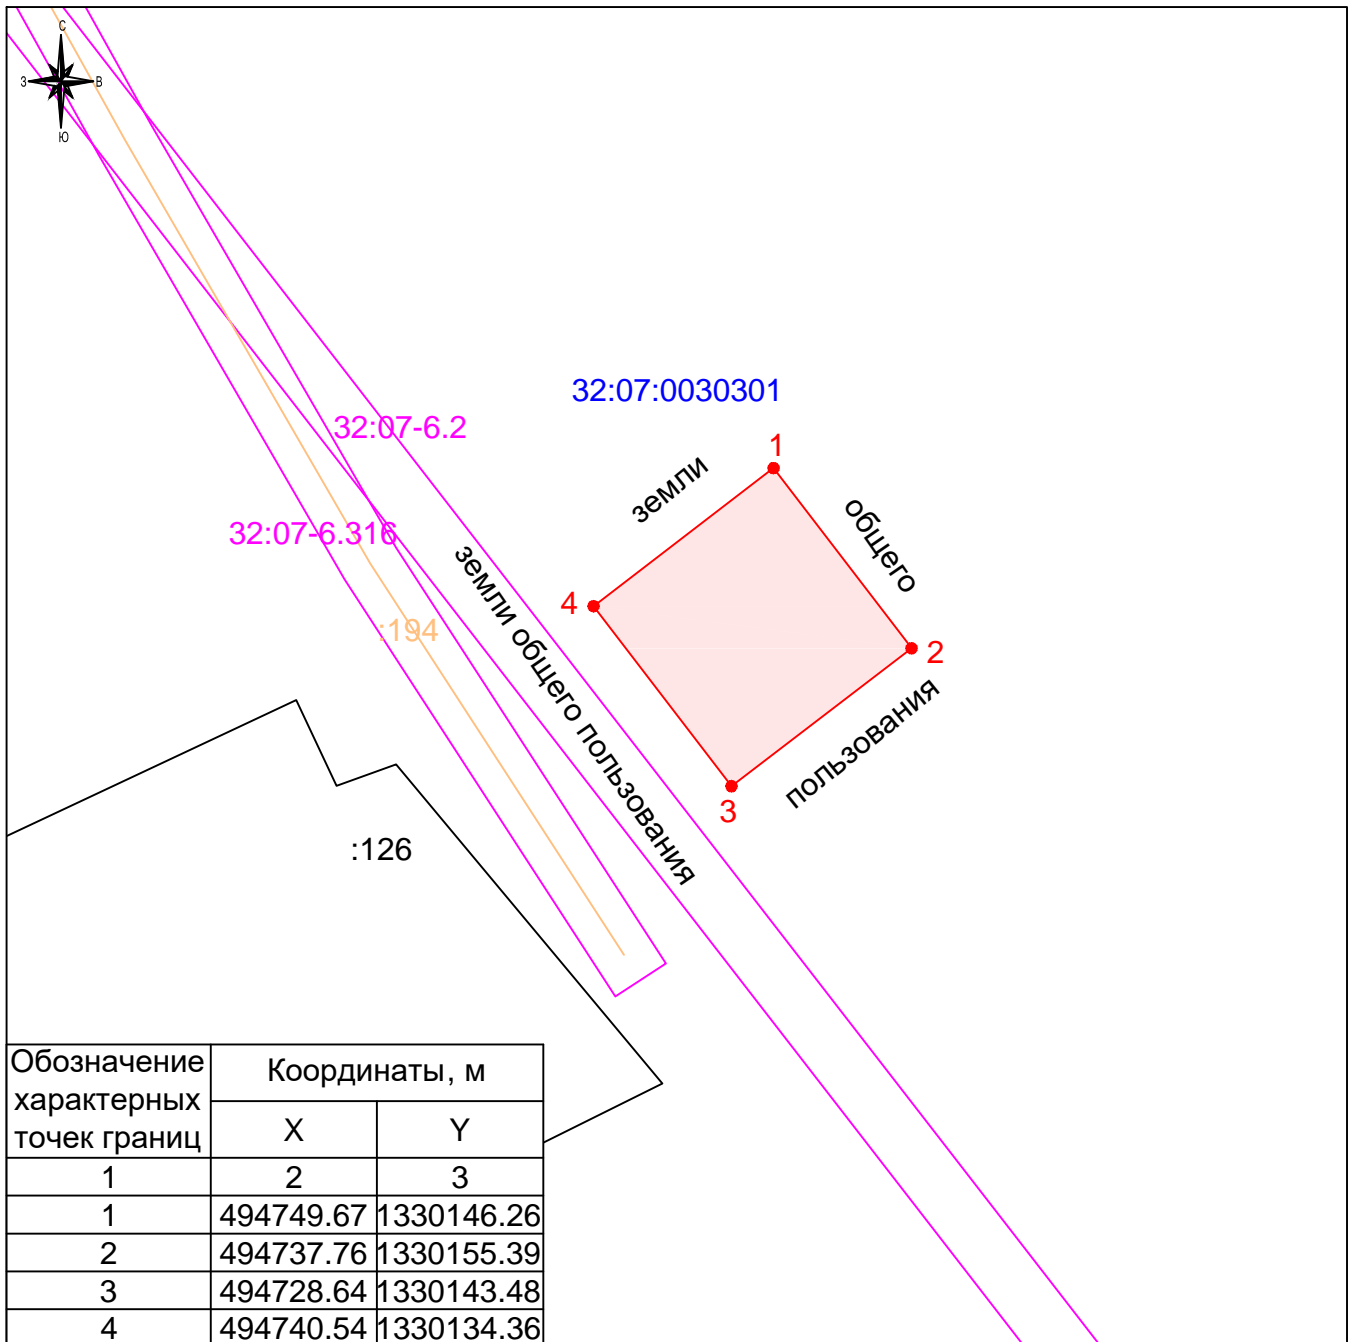 С
З
В
Ю
32:07:0030301
32:07-6.2
1
земли
общего
32:07-6.316
земли общего пользования
4
:194
2
пользования
3
:126
Обозначение
характерных
точек границ
Координаты, м
X
Y
1 2 3
1 494749.67 1330146.26
2 494737.76 1330155.39
3 494728.64 1330143.48
4 494740.54 1330134.36